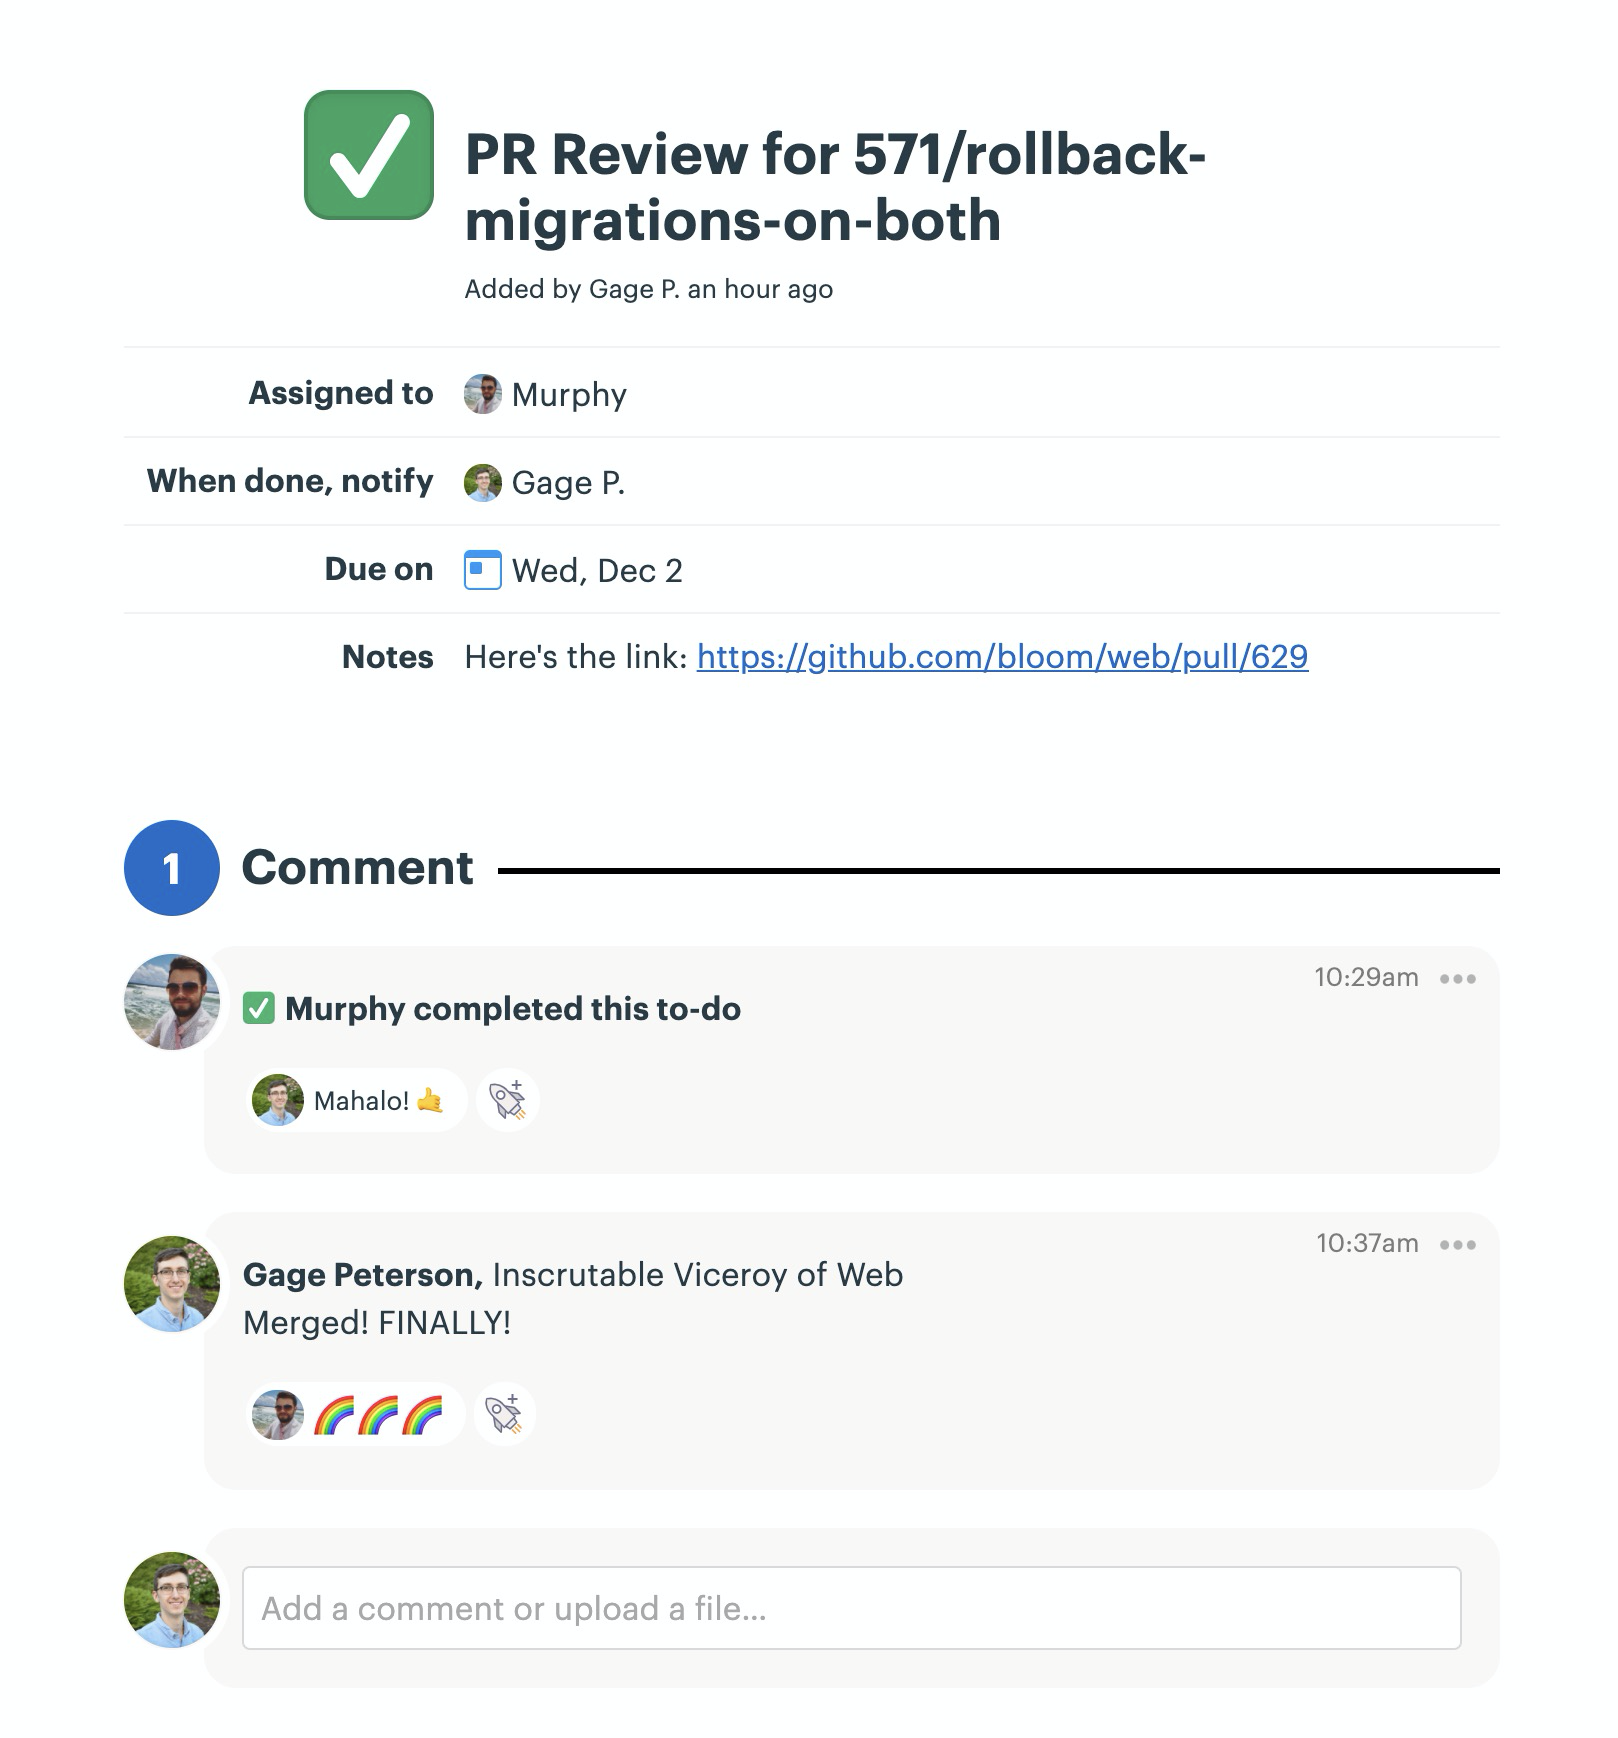 PR Review for 571/rollback-
migrations-on-both
Added by Gage P. an hour ago
Assigned to Murphy
When done, notify Gage P.
Due on Wed, Dec 2
Notes Here's the link: https://github.com/bloom/web/pull/629
1 Comment
10:29am
✅ Murphy completed this to-do
Mahalo! 🤙
10:37am
Gage Peterson, Inscrutable Viceroy of Web
Merged! FINALLY!
🌈🌈🌈
Add a comment or upload a file...